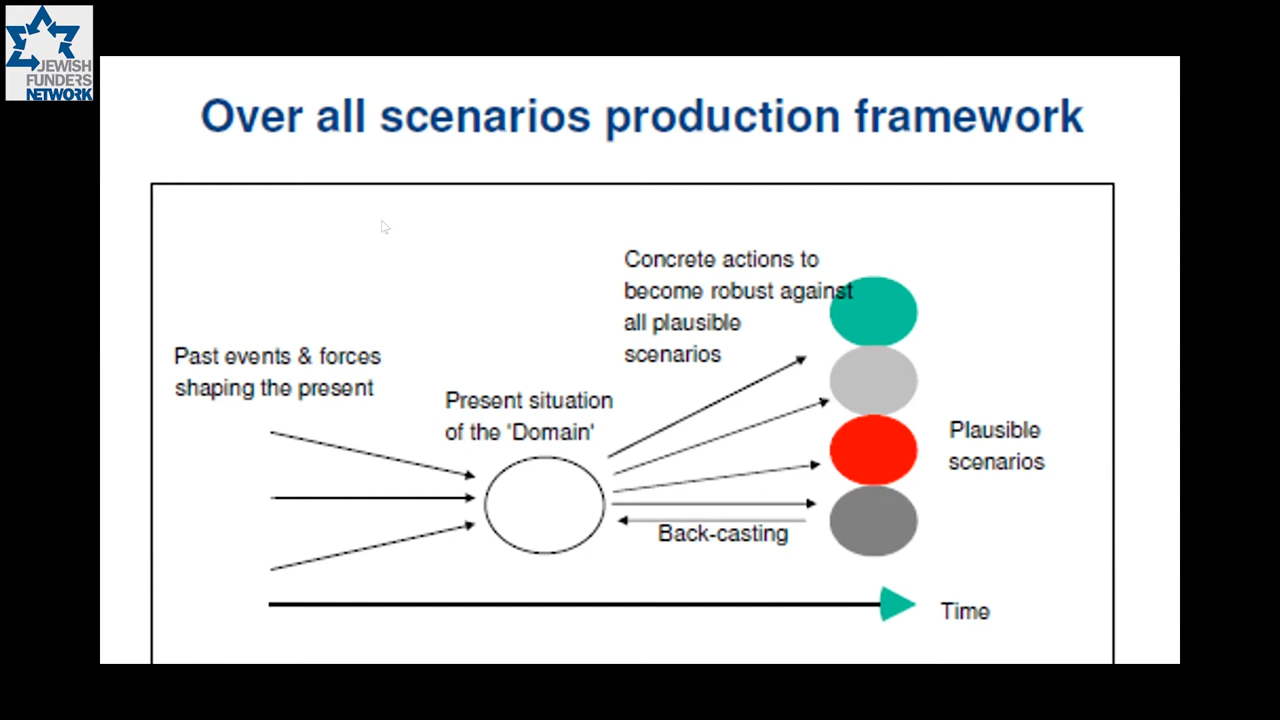 JEWISH
FUNDERS
NETWORK
Over all scenarios production framework
Concrete actions to
become robust against
all plausible
scenarios
Past events & forces
shaping the present
Present situation
of the 'Domain'
Plausible
scenarios
Back-casting
Time